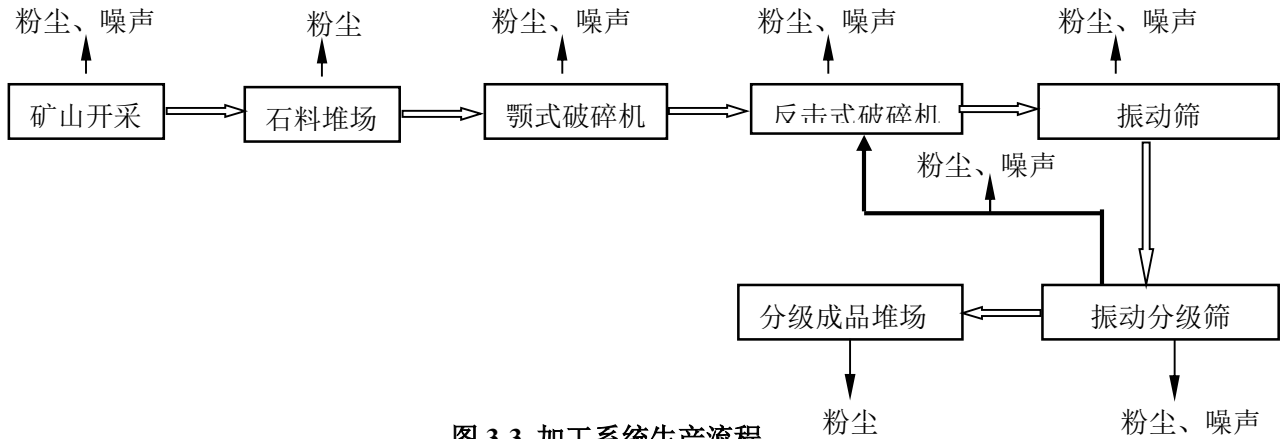 粉尘、噪声
粉尘
粉尘、噪声
粉尘、噪声
粉尘、噪声
矿山开采
石料堆场
颚式破碎机
反击式破碎机
振动筛
粉尘、噪声
分级成品堆场
振动分级筛
粉尘
粉尘、噪声
图 3.3 加工系统生产流程